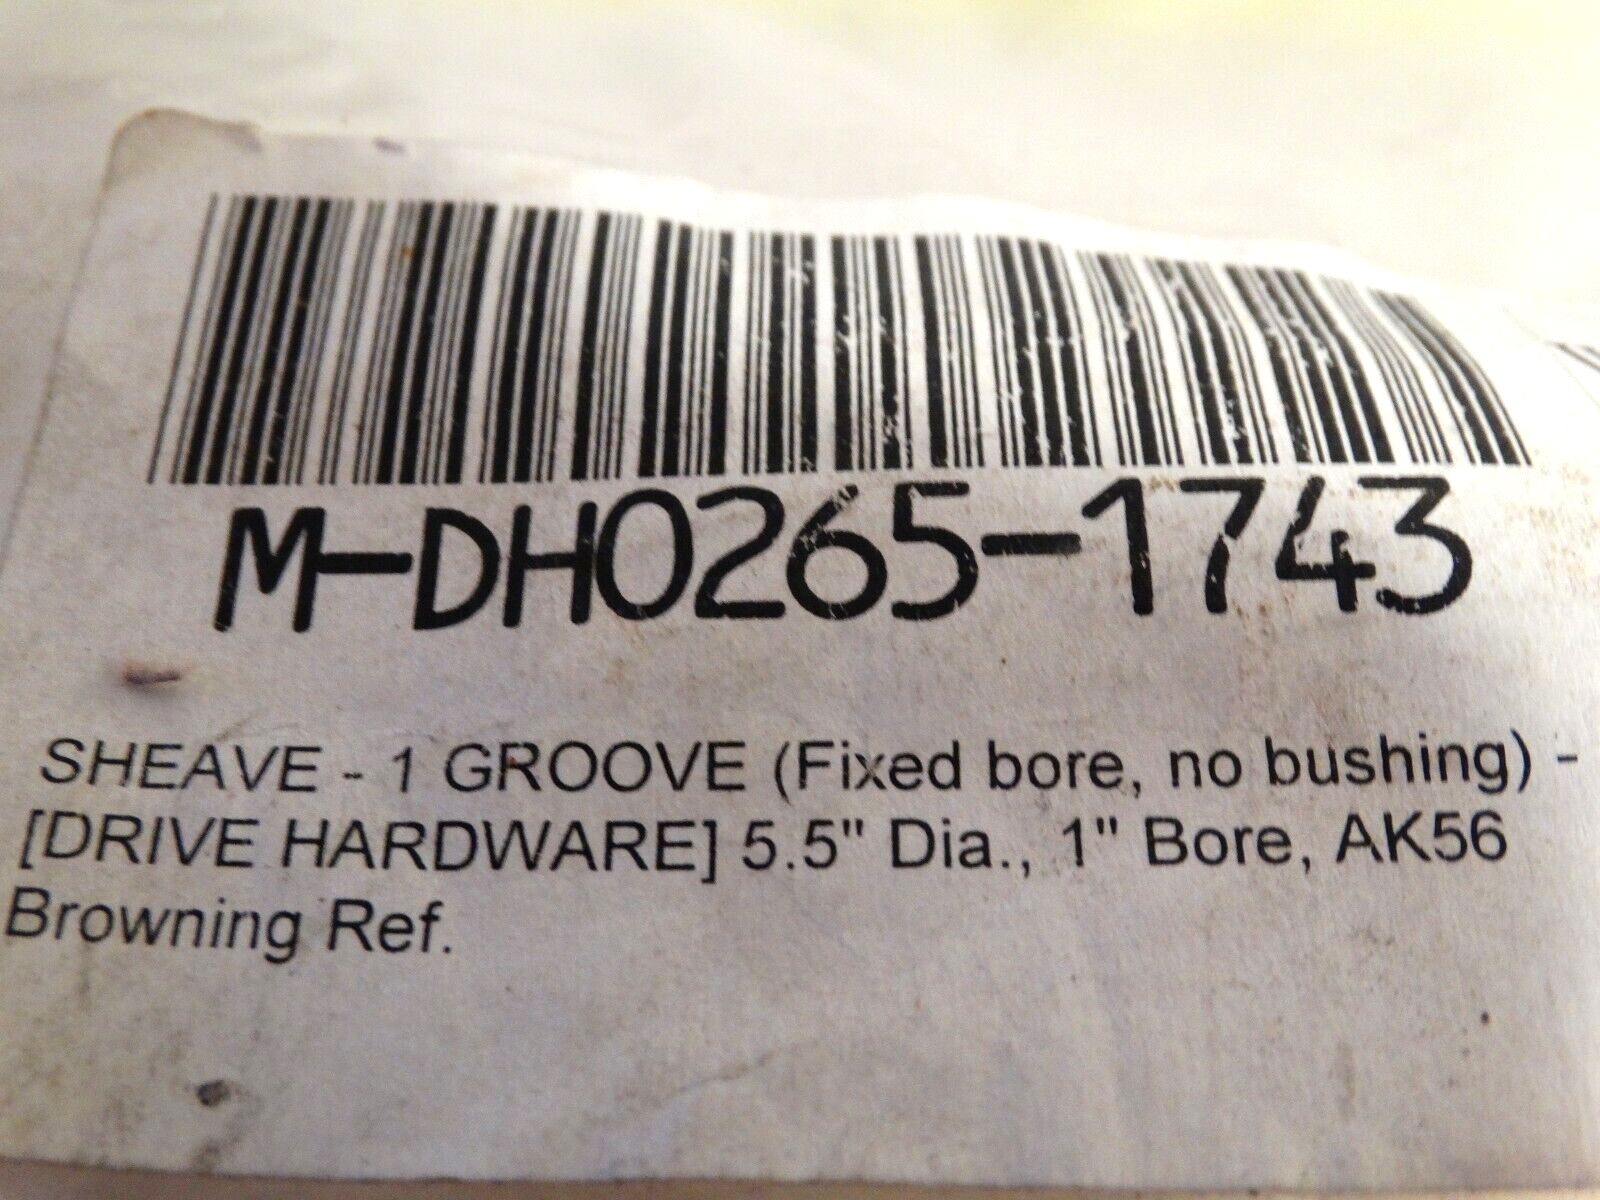 M-DH0265-1743
SHEAVE - 1 GROOVE (Fixed bore, no bushing) -
[DRIVE HARDWARE] 5.5" Dia., 1" Bore, AK56
Browning Ref.